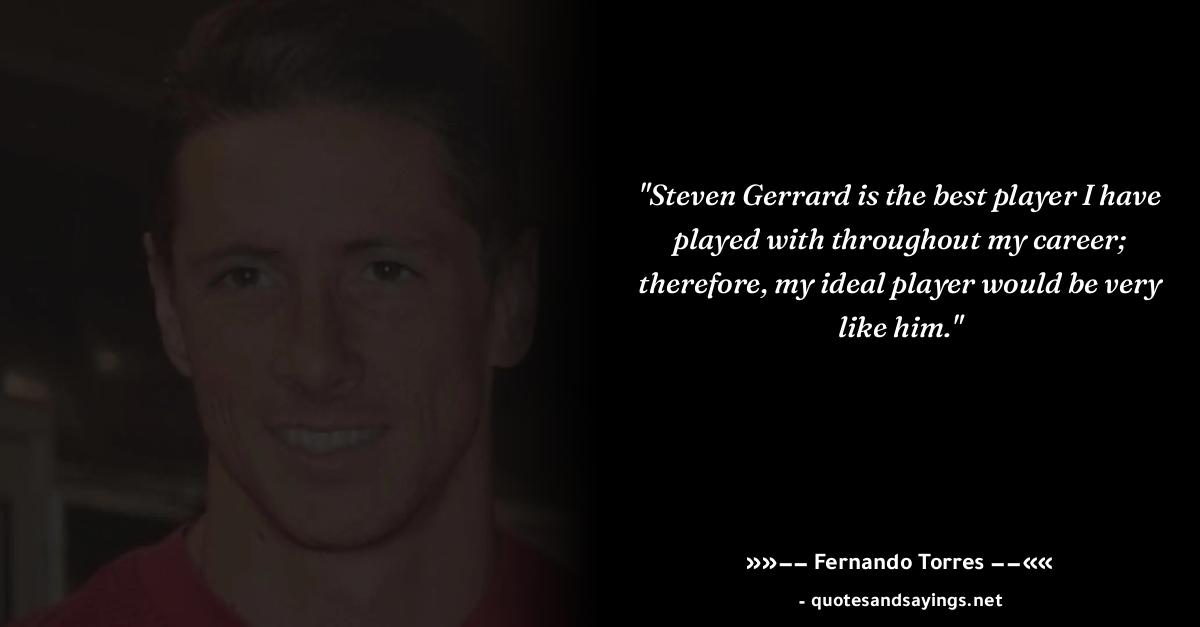 "Steven Gerrard is the best player I have
played with throughout my career;
therefore, my ideal player would be very
like him."
»»−− Fernando Torres −−««
- quotesandsayings.net